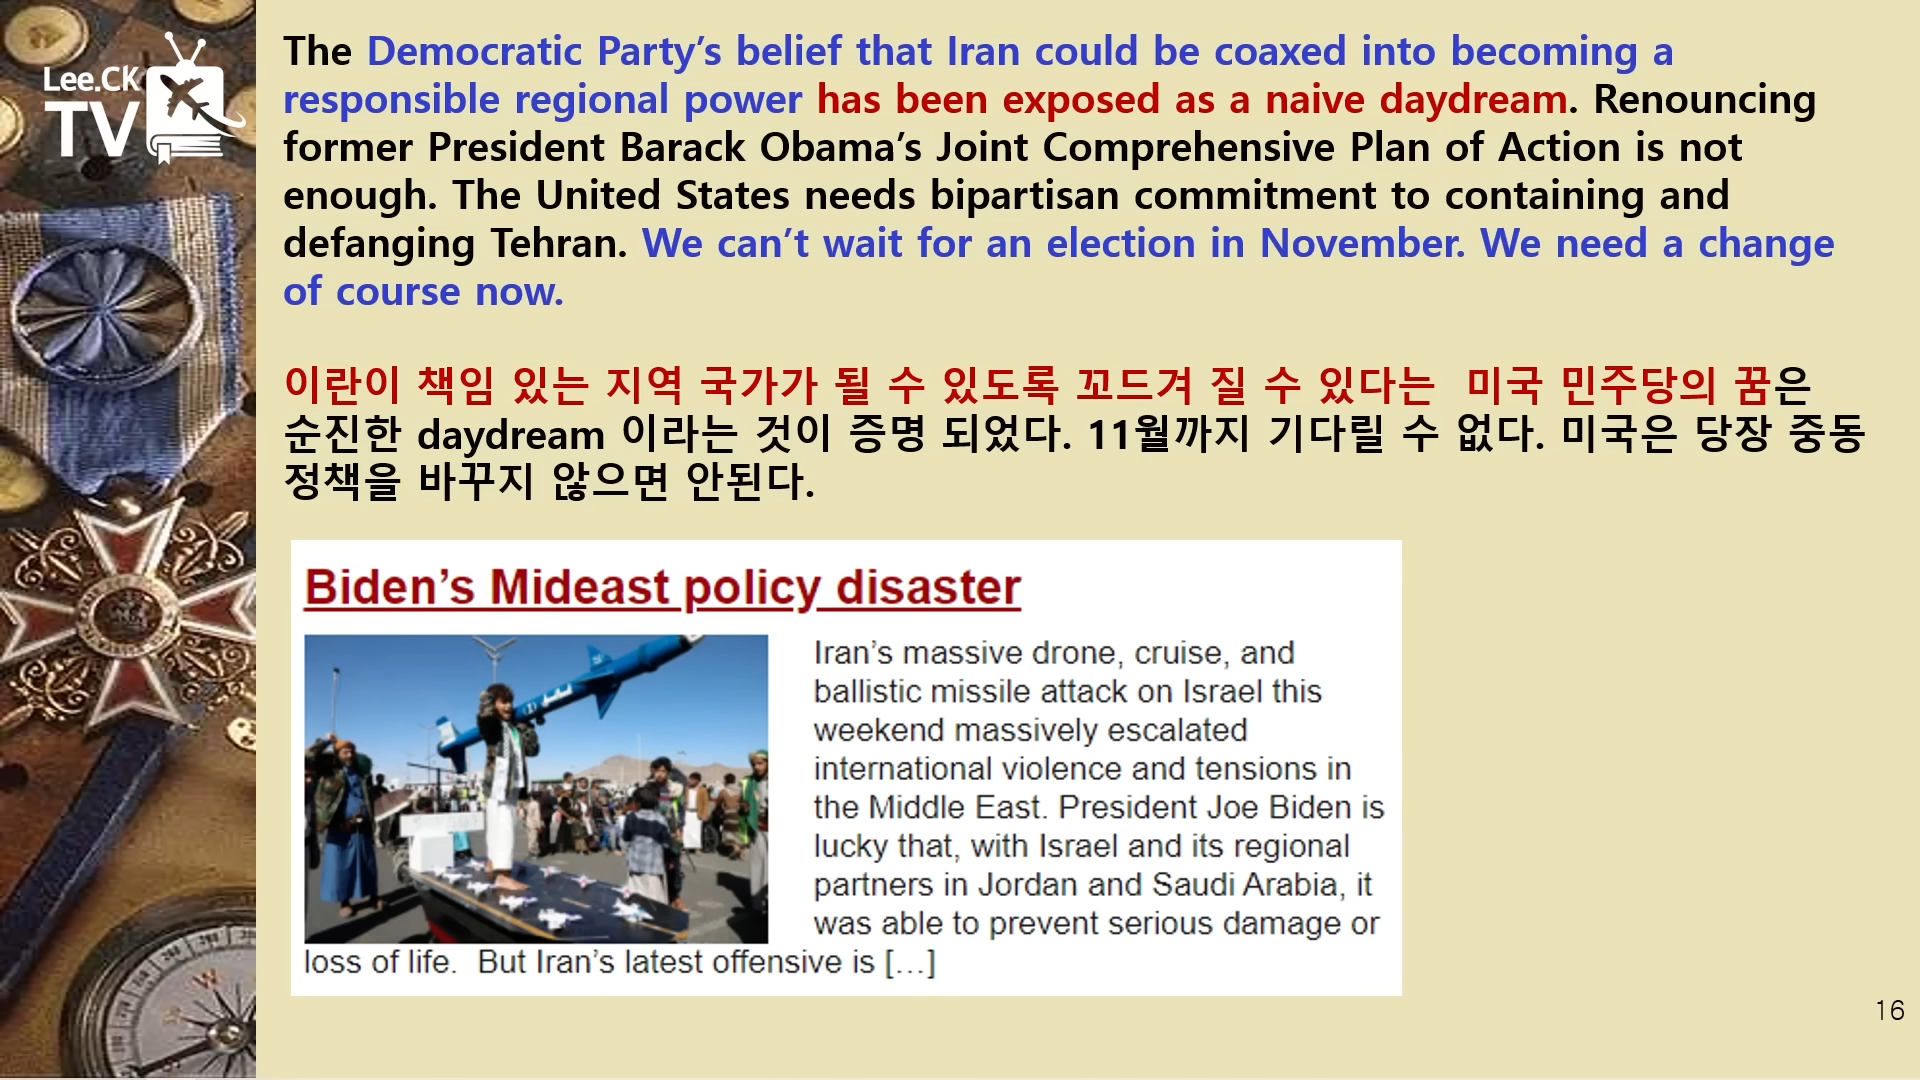 Lee.CK
TV
The Democratic Party’s belief that Iran could be coaxed into becoming a
responsible regional power has been exposed as a naive daydream. Renouncing
former President Barack Obama’s Joint Comprehensive Plan of Action is not
enough. The United States needs bipartisan commitment to containing and
defanging Tehran. We can’t wait for an election in November. We need a change
of course now.
이란이 책임 있는 지역 국가가 될 수 있도록 꼬드겨 질 수 있다는 미국 민주당의 꿈은
순진한 daydream 이라는 것이 증명 되었다. 11월까지 기다릴 수 없다. 미국은 당장 중동
정책을 바꾸지 않으면 안된다.
Biden’s Mideast policy disaster
Iran’s massive drone, cruise, and
ballistic missile attack on Israel this
weekend massively escalated
international violence and tensions in
the Middle East. President Joe Biden is
lucky that, with Israel and its regional
partners in Jordan and Saudi Arabia, it
was able to prevent serious damage or
loss of life. But Iran’s latest offensive is […]
W
16